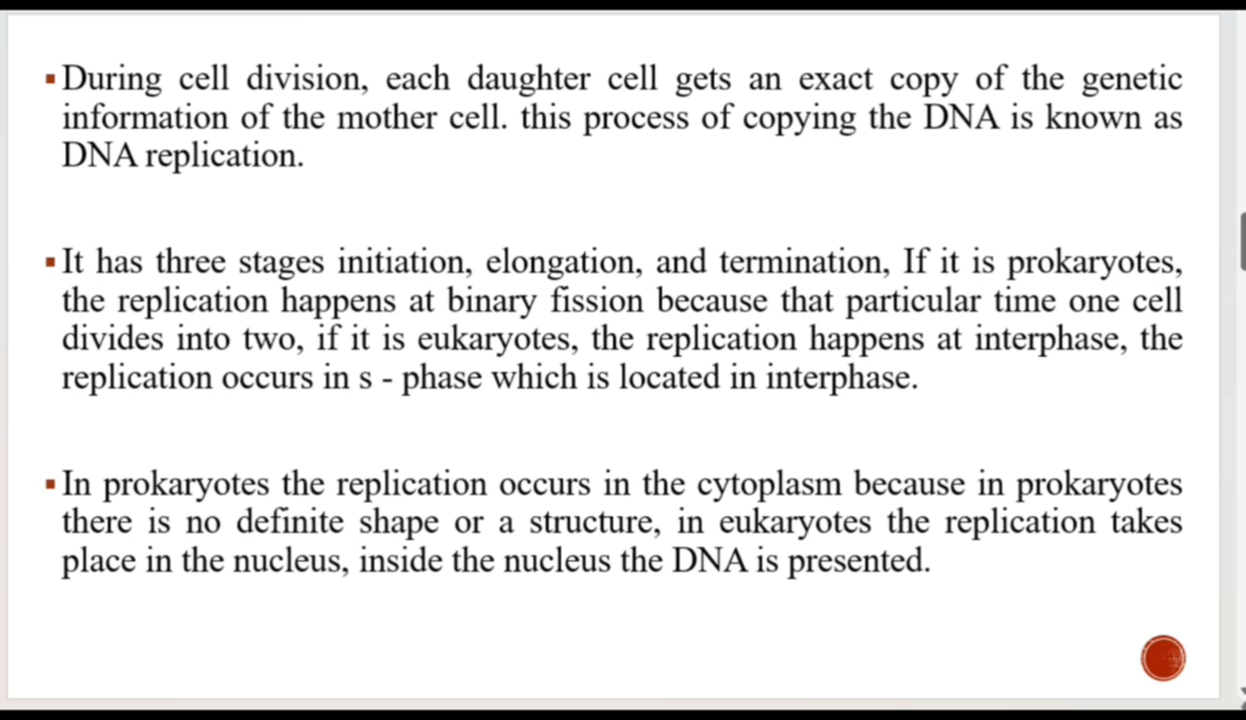 ▪During cell division, each daughter cell gets an exact copy of the genetic
information of the mother cell. this process of copying the DNA is known as
DNA replication.
▪It has three stages initiation, elongation, and termination, If it is prokaryotes,
the replication happens at binary fission because that particular time one cell
divides into two, if it is eukaryotes, the replication happens at interphase, the
replication occurs in s - phase which is located in interphase.
▪In prokaryotes the replication occurs in the cytoplasm because in prokaryotes
there is no definite shape or a structure, in eukaryotes the replication takes
place in the nucleus, inside the nucleus the DNA is presented.